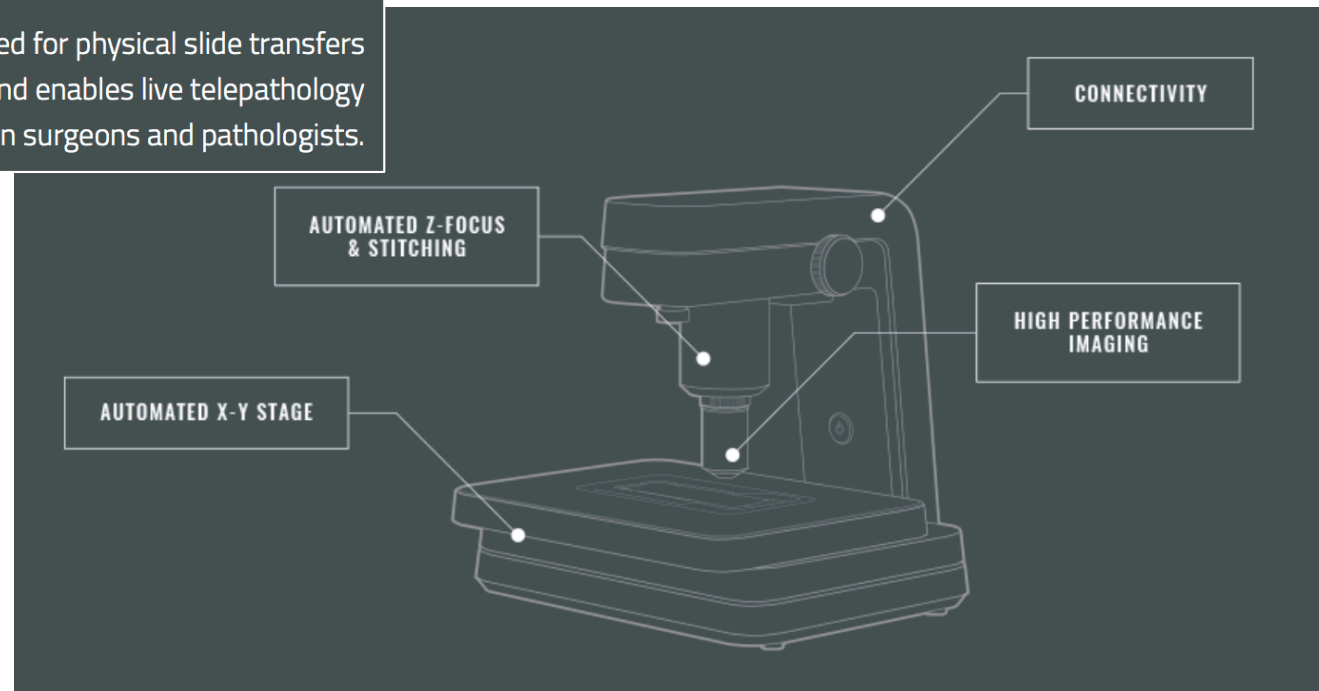 ed for physical slide transfers
nd enables live telepathology
n surgeons and pathologists.
CONNECTIVITY
AUTOMATED Z-FOCUS
& STITCHING
HIGH PERFORMANCE
IMAGING
AUTOMATED X-Y STAGE